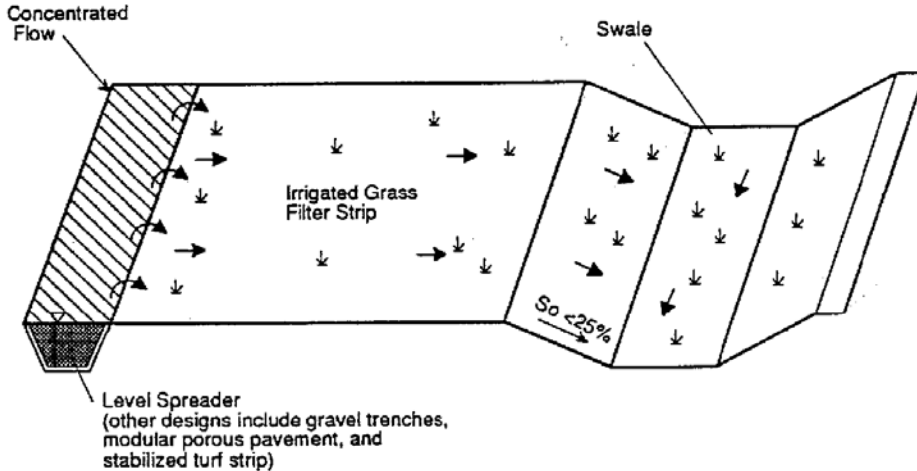 Concentrated
Flow
Swale
Irrigated Grass
Filter Strip
So <25%
Level Spreader
(other designs include gravel trenches,
modular porous pavement, and
stabilized turf strip)